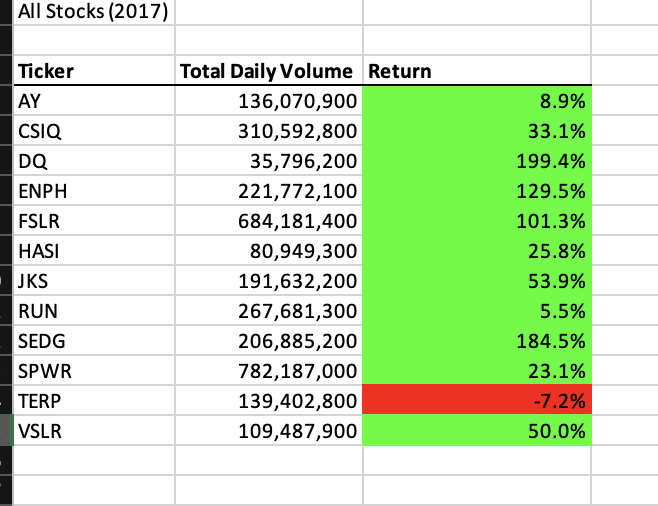 All Stocks (2017)
Ticker Total Daily Volume Return
AY 136,070,900 8.9%
CSIQ 310,592,800 33.1%
DQ 35,796,200 199.4%
ENPH 221,772,100 129.5%
FSLR 684,181,400 101.3%
HASI 80,949,300 25.8%
JKS 191,632,200 53.9%
RUN 267,681,300 5.5%
SEDG 206,885,200 184.5%
SPWR 782,187,000 23.1%
TERP 139,402,800 -7.2%
VSLR 109,487,900 50.0%